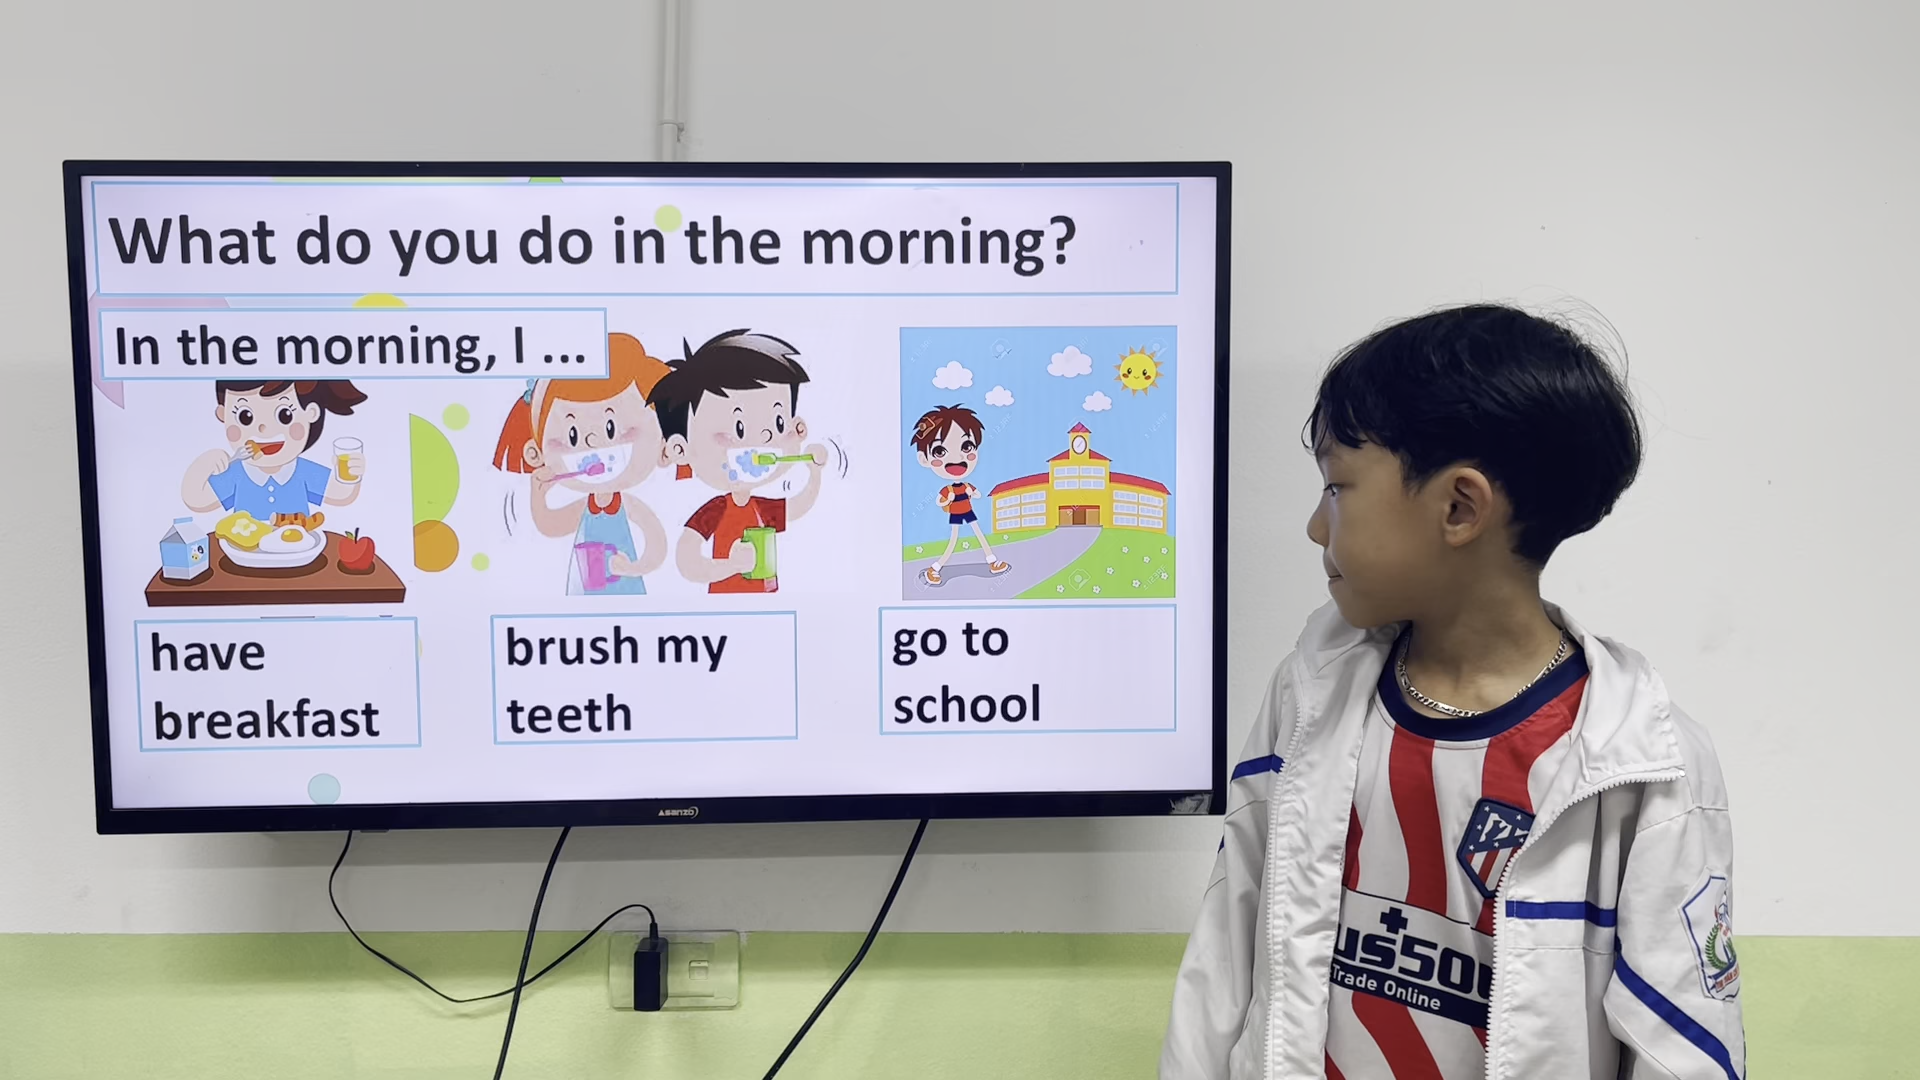 What do you do in the morning?
In the morning, I ...
have
breakfast
brush my
teeth
go to
school
Asanzo
Trade Online